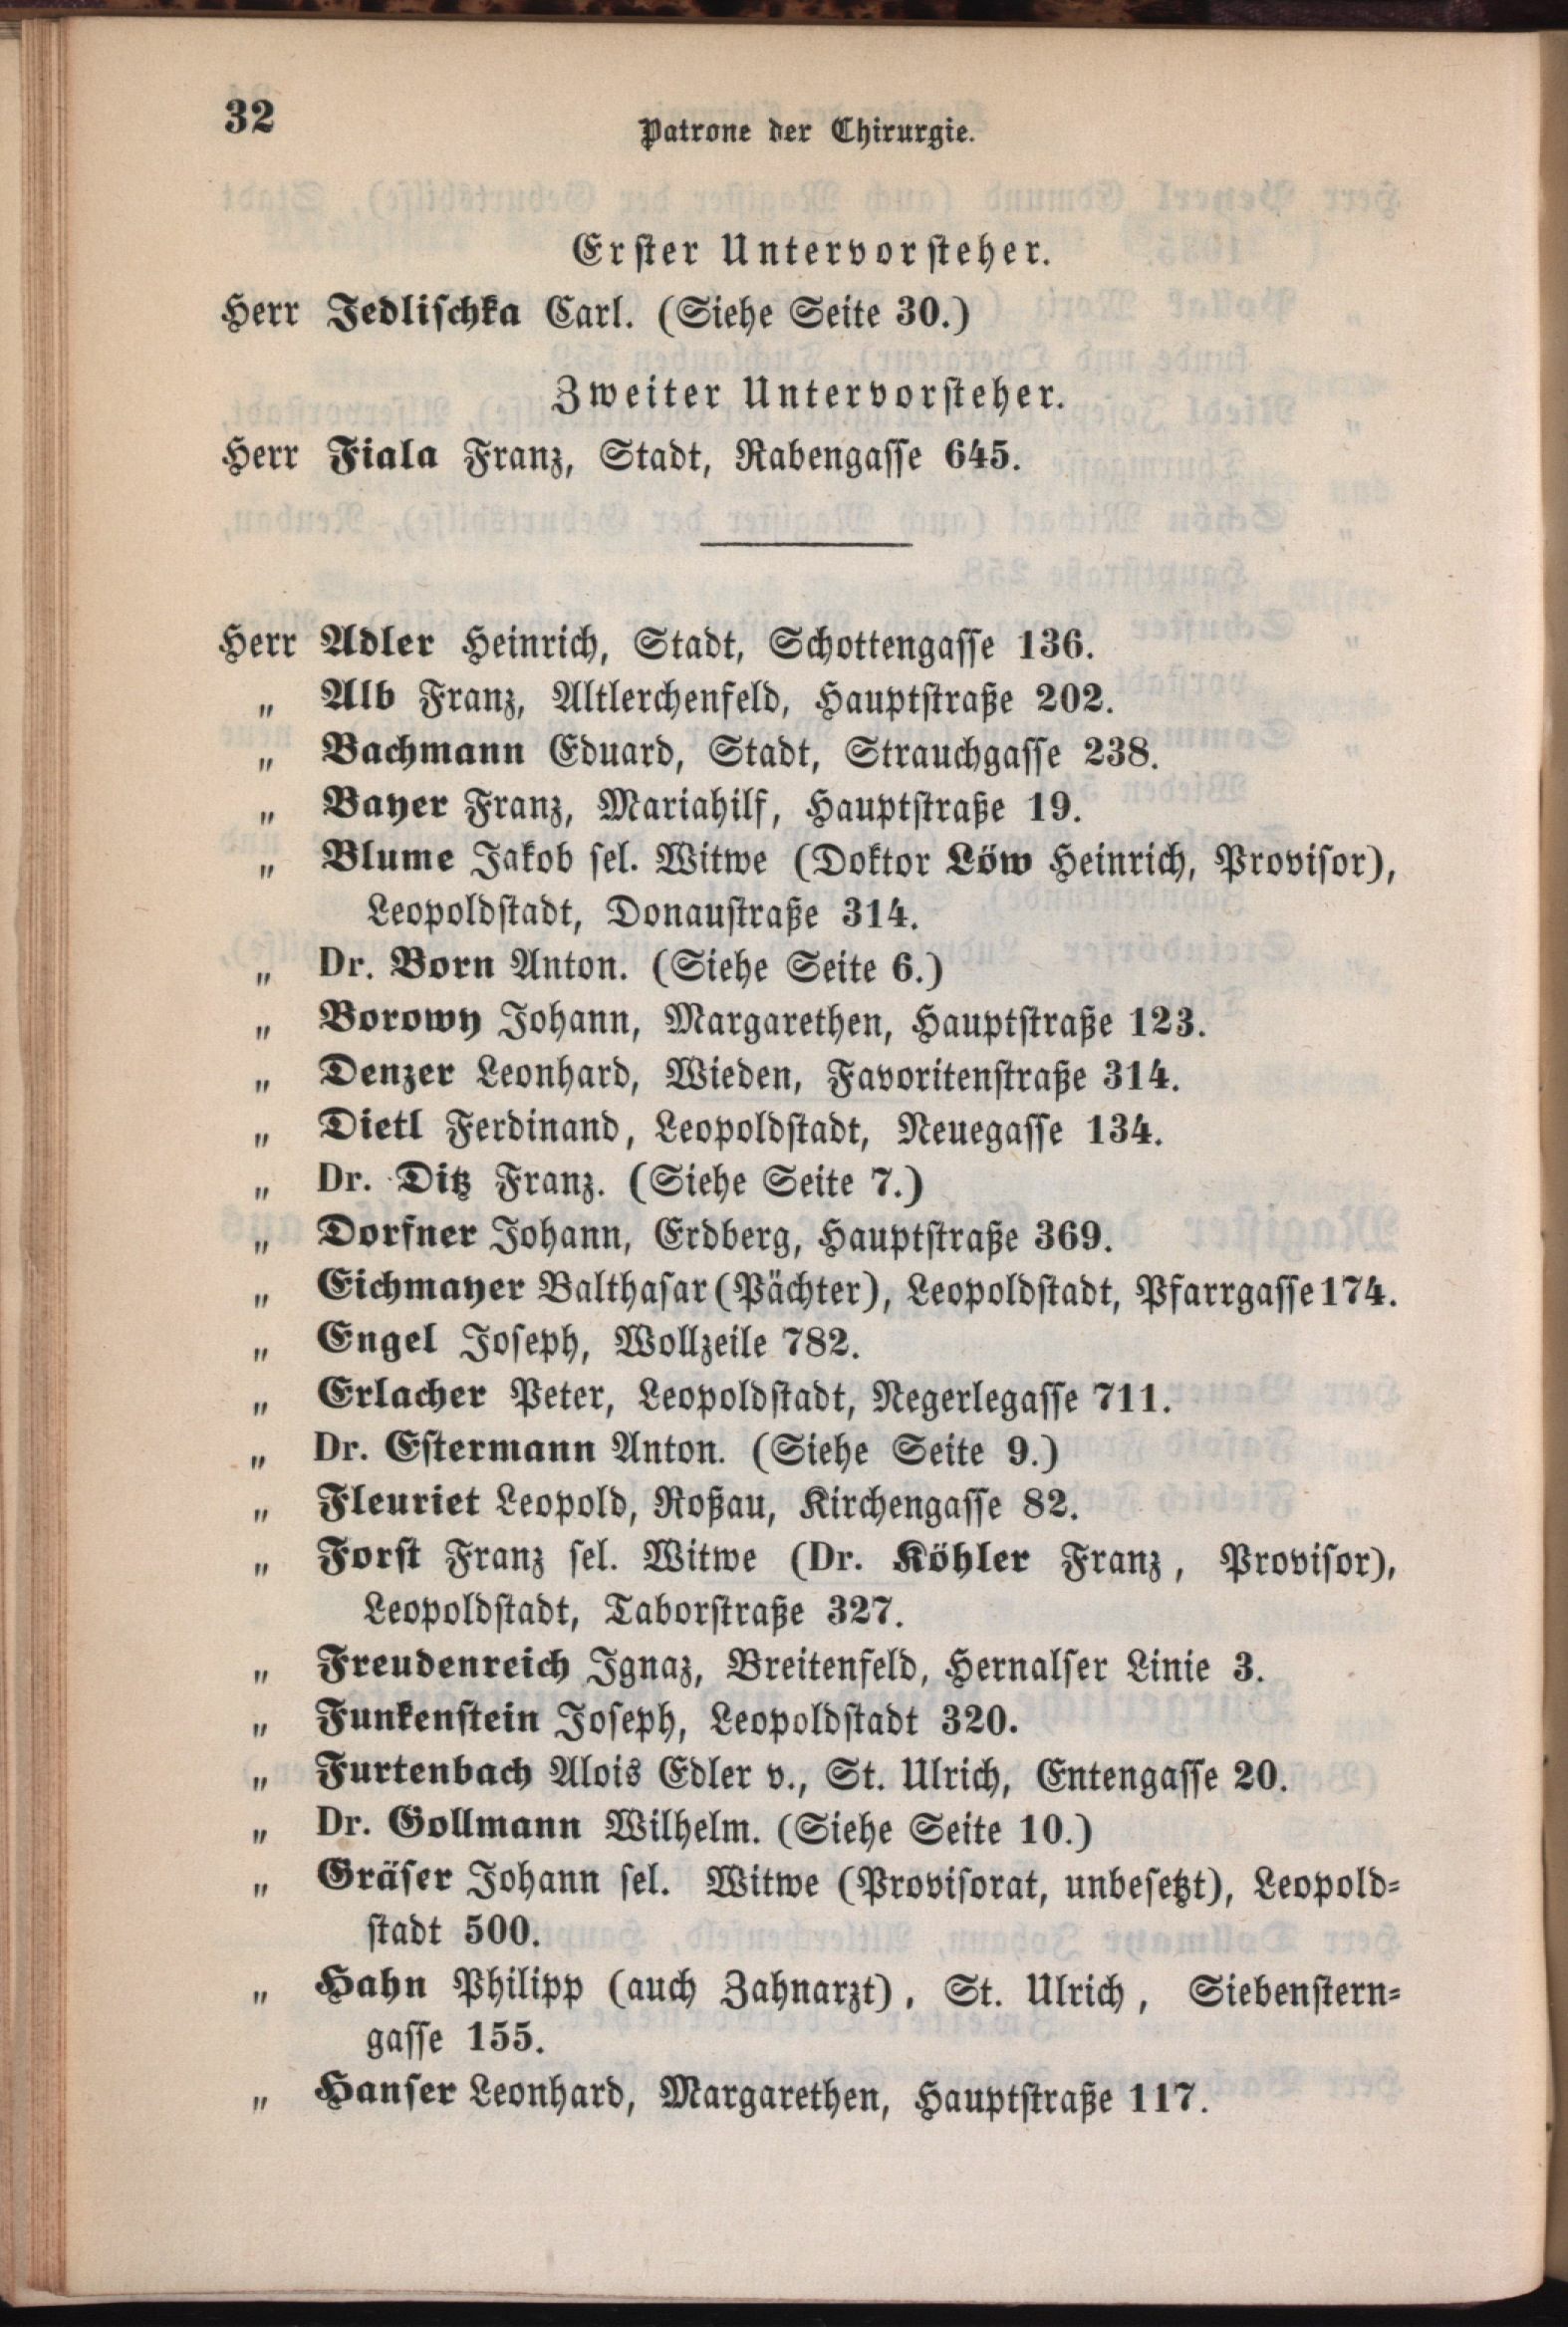 32
Patrone der Chirurgie.
Erster Untervorsteher.
Herr Jedlischka Carl. (Siehe Seite 30.)
Zweiter Untervorsteher.
Herr Fiala Franz, Stadt, Rabengasse 645.
Herr Adler Heinrich, Stadt, Schottengasse 136.
„ Alb Franz, Altlerchenfeld, Hauptstraße 202.
„ Bachmann Eduard, Stadt, Strauchgasse 238.
„ Bayer Franz, Mariahilf, Hauptstraße 19.
„ Blume Jakob sel. Witwe (Doktor Löw Heinrich, Provisor),
Leopoldstadt, Donaustraße 314.
„ Dr. Born Anton. (Siehe Seite 6.)
„ Borowy Johann, Margarethen, Hauptstraße 123.
„ Denzer Leonhard, Wieden, Favoritenstraße 314.
„ Dietl Ferdinand, Leopoldstadt, Neuegasse 134.
„ Dr. Ditz Franz. (Siehe Seite 7.)
„ Dorfner Johann, Erdberg, Hauptstraße 369.
„ Eichmayer Balthasar (Pächter), Leopoldstadt, Pfarrgasse 174.
„ Engel Joseph, Wollzeile 782.
„ Erlacher Peter, Leopoldstadt, Negerlegasse 711.
„ Dr. Estermann Anton. (Siehe Seite 9.)
„ Fleuriet Leopold, Roßau, Kirchengasse 82.
„ Forst Franz sel. Witwe (Dr. Köhler Franz, Provisor),
Leopoldstadt, Taborstraße 327.
„ Freudenreich Ignaz, Breitenfeld, Hernalser Linie 3.
„ Funkenstein Joseph, Leopoldstadt 320.
„ Furtenbach Alois Edler v., St. Ulrich, Entengasse 20.
„ Dr. Gollmann Wilhelm. (Siehe Seite 10.)
„ Gräser Johann sel. Witwe (Provisorat, unbesetzt), Leopold-
stadt 500.
„ Hahn Philipp (auch Zahnarzt), St. Ulrich, Siebenstern-
gasse 155.
„ Hanser Leonhard, Margarethen, Hauptstraße 117.